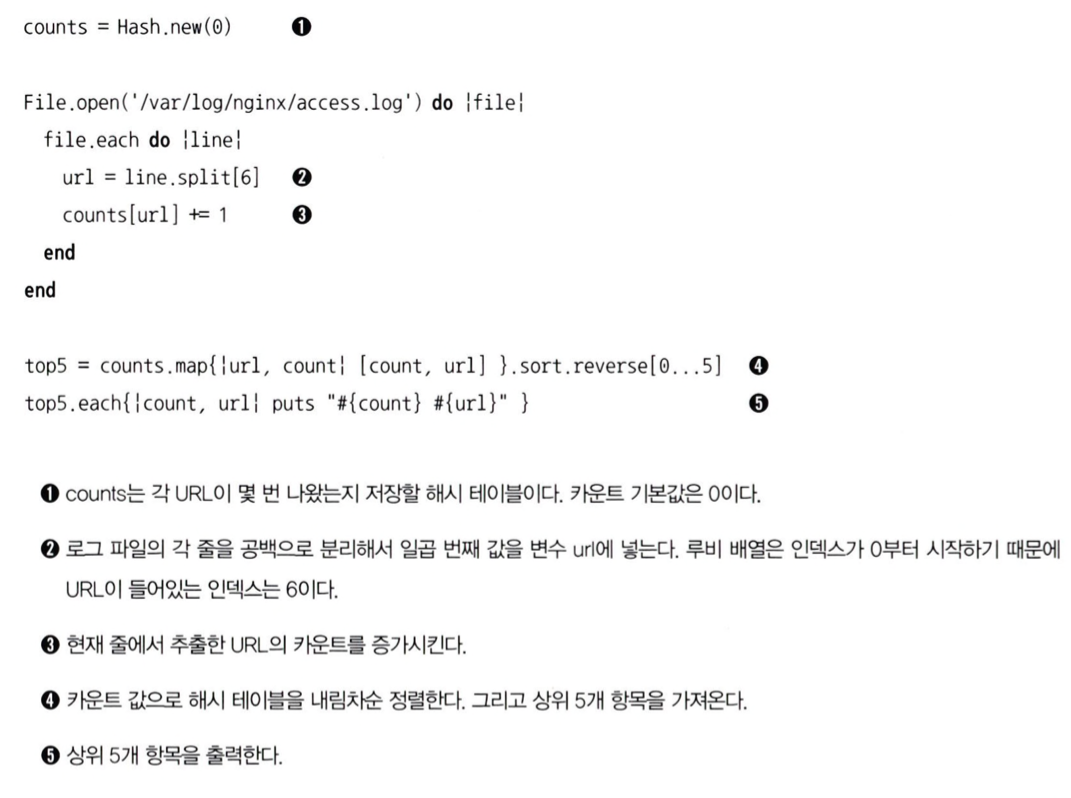 counts = Hash.new(0) ❶
File.open('/var/log/nginx/access.log') do |file|
file.each do |line|
url = line.split[6] ❷
counts[url] += 1 ❸
end
end
top5 = counts.map{|url, count| [count, url] }.sort.reverse[0...5] ❹
top5.each{|count, url| puts "#{count} #{url}" } ❺
❶ counts는 각 URL이 몇 번 나왔는지 저장할 해시 테이블이다. 카운트 기본값은 0이다.
❷ 로그 파일의 각 줄을 공백으로 분리해서 일곱 번째 값을 변수 url에 넣는다. 루비 배열은 인덱스가 0부터 시작하기 때문에
URL이 들어있는 인덱스는 6이다.
❸ 현재 줄에서 추출한 URL의 카운트를 증가시킨다.
❹ 카운트 값으로 해시 테이블을 내림차순 정렬한다. 그리고 상위 5개 항목을 가져온다.
❺ 상위 5개 항목을 출력한다.